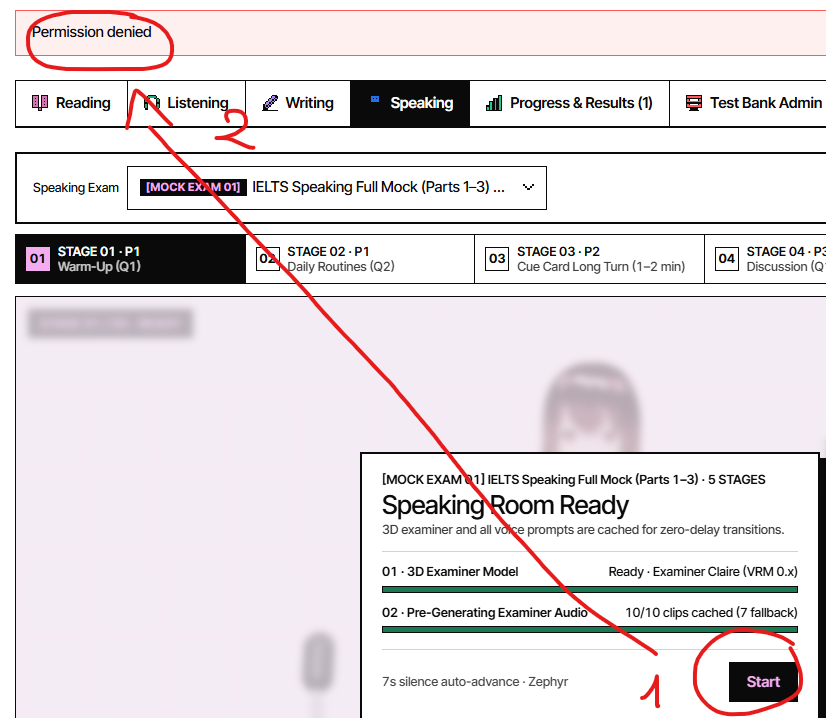 Permission denied
Reading
Listening
Writing
Speaking
Progress & Results (1)
Test Bank Admin
2
Speaking Exam
[MOCK EXAM 01] IELTS Speaking Full Mock (Parts 1–3) ...
01 STAGE 01 · P1
Warm-Up (Q1)
02 STAGE 02 · P1
Daily Routines (Q2)
03 STAGE 03 · P2
Cue Card Long Turn (1–2 min)
04 STAGE 04 · P3
Discussion (Q
[MOCK EXAM 01] IELTS Speaking Full Mock (Parts 1–3) · 5 STAGES
Speaking Room Ready
3D examiner and all voice prompts are cached for zero-delay transitions.
01 · 3D Examiner Model
Ready · Examiner Claire (VRM 0.x)
02 · Pre-Generating Examiner Audio
10/10 clips cached (7 fallback)
7s silence auto-advance · Zephyr
Start
1